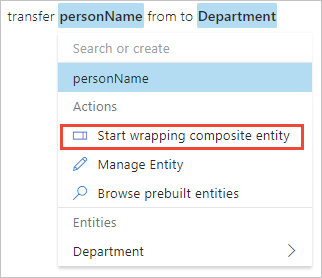 transfer personName from to Department
Search or create
personName
Actions
Start wrapping composite entity
Manage Entity
Browse prebuilt entities
Entities
Department